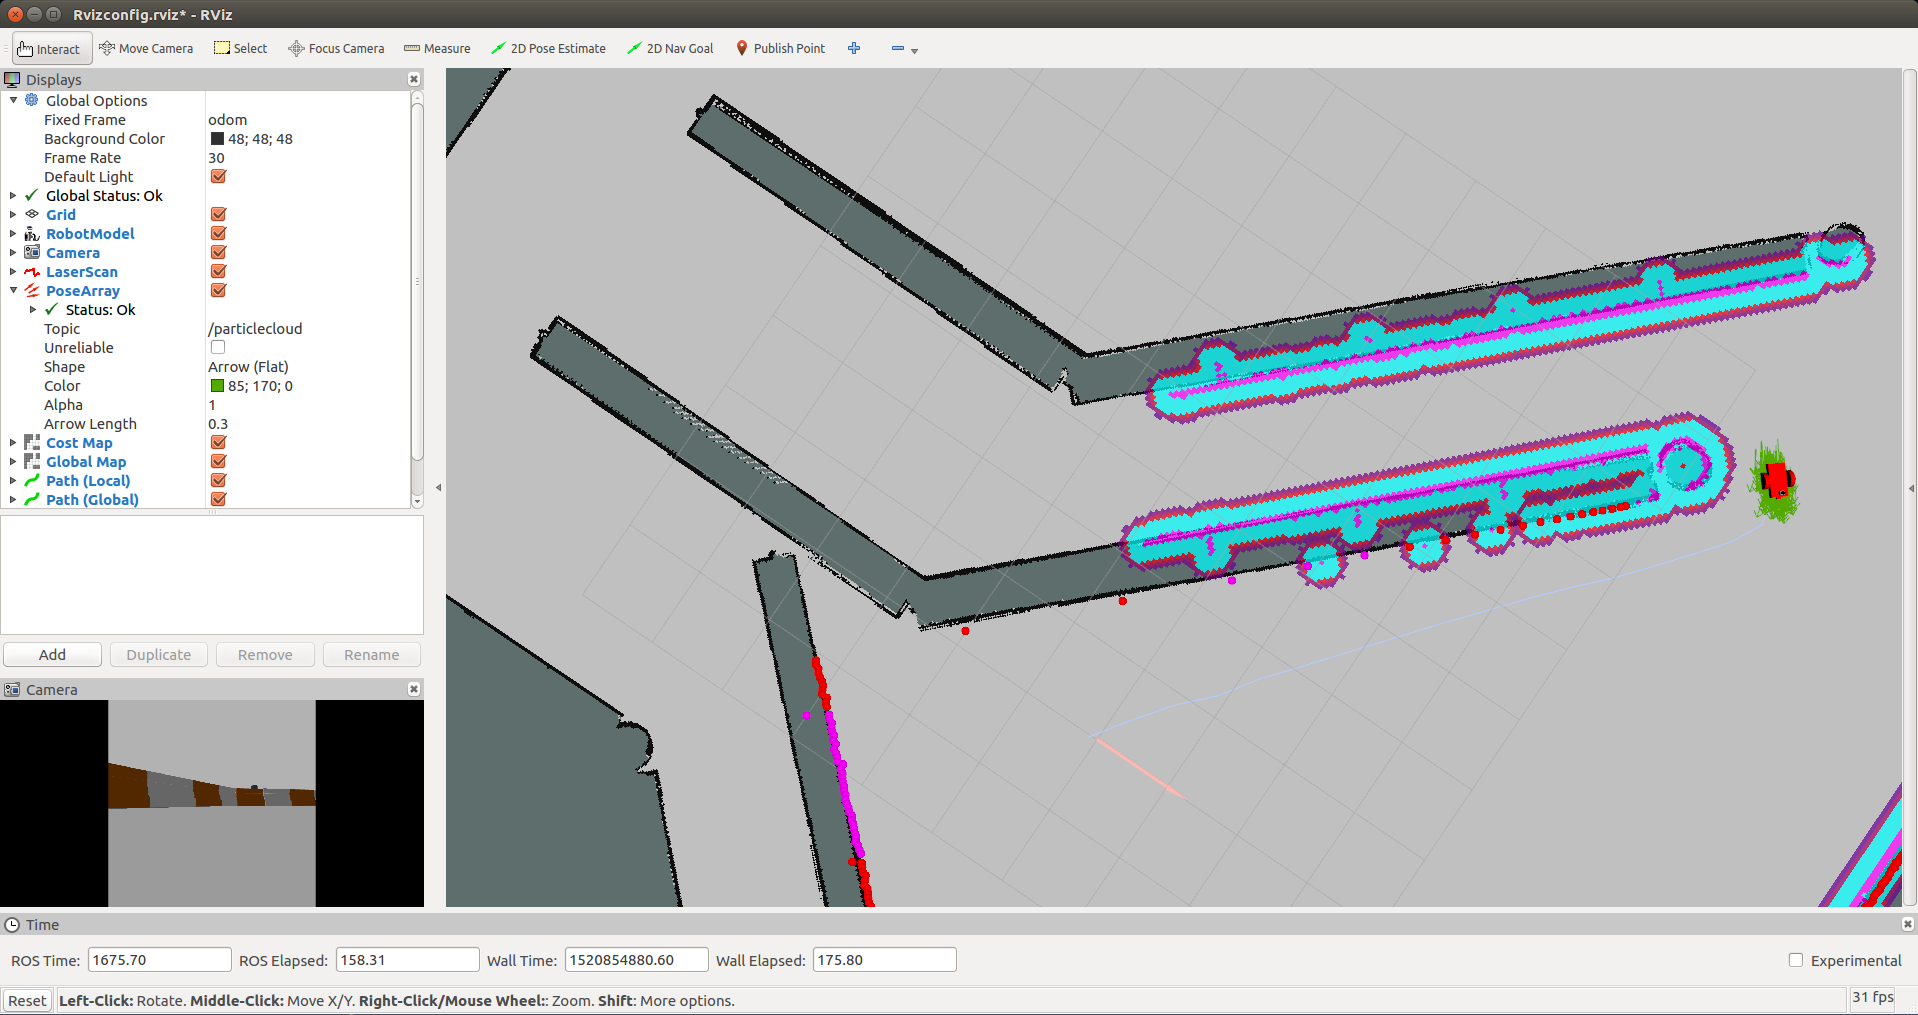 Rvizconfig.rviz* - RViz
Interact Move Camera Select Focus Camera Measure 2D Pose Estimate 2D Nav Goal Publish Point
Displays
Global Options
Fixed Frame odom
Background Color 48; 48; 48
Frame Rate 30
Default Light
Global Status: Ok
Grid
RobotModel
Camera
LaserScan
PoseArray
Status: Ok
Topic /particlecloud
Unreliable
Shape Arrow (Flat)
Color 85; 170; 0
Alpha 1
Arrow Length 0.3
Cost Map
Global Map
Path (Local)
Path (Global)
Add Duplicate Remove Rename
Camera
Time
ROS Time: 1675.70 ROS Elapsed: 158.31 Wall Time: 1520854880.60 Wall Elapsed: 175.80 Experimental
Reset Left-Click: Rotate. Middle-Click: Move X/Y. Right-Click/Mouse Wheel:: Zoom. Shift: More options. 31 fps